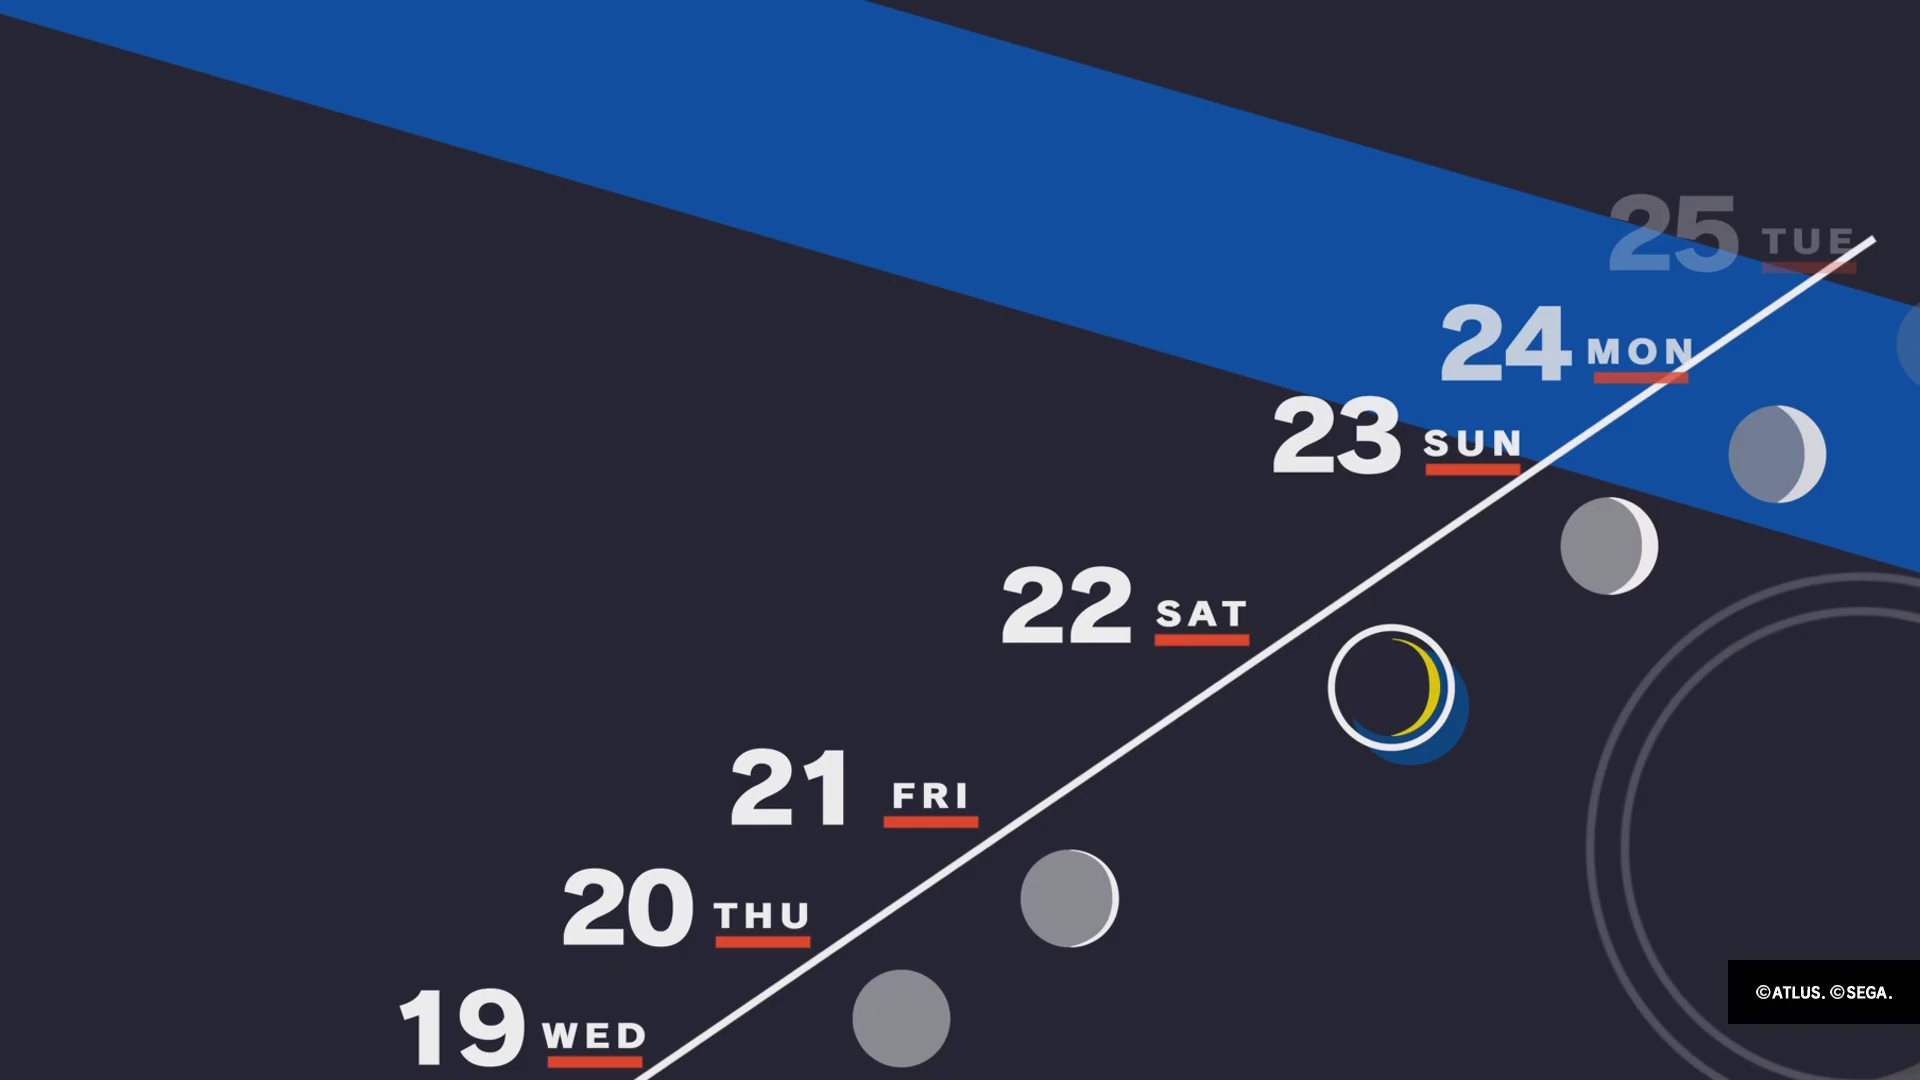 25 TUE
24 MON
23 SUN
22 SAT
21 FRI
20 THU
19 WED
©ATLUS. ©SEGA.